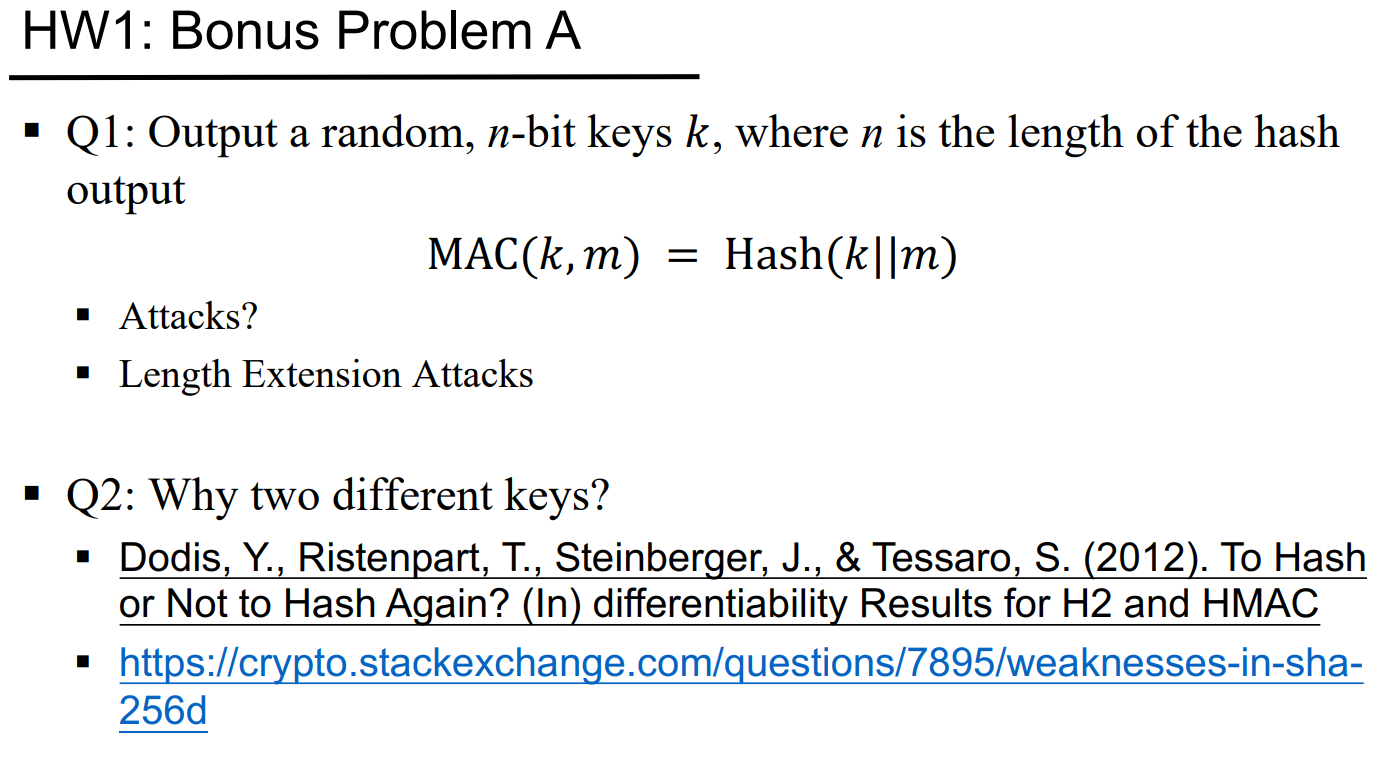 HW1: Bonus Problem A
▪ Q1: Output a random, n-bit keys k, where n is the length of the hash
output
MAC(k, m) = Hash(k||m)
▪ Attacks?
▪ Length Extension Attacks
▪ Q2: Why two different keys?
▪ Dodis, Y., Ristenpart, T., Steinberger, J., & Tessaro, S. (2012). To Hash
or Not to Hash Again? (In) differentiability Results for H2 and HMAC
▪ https://crypto.stackexchange.com/questions/7895/weaknesses-in-sha-
256d